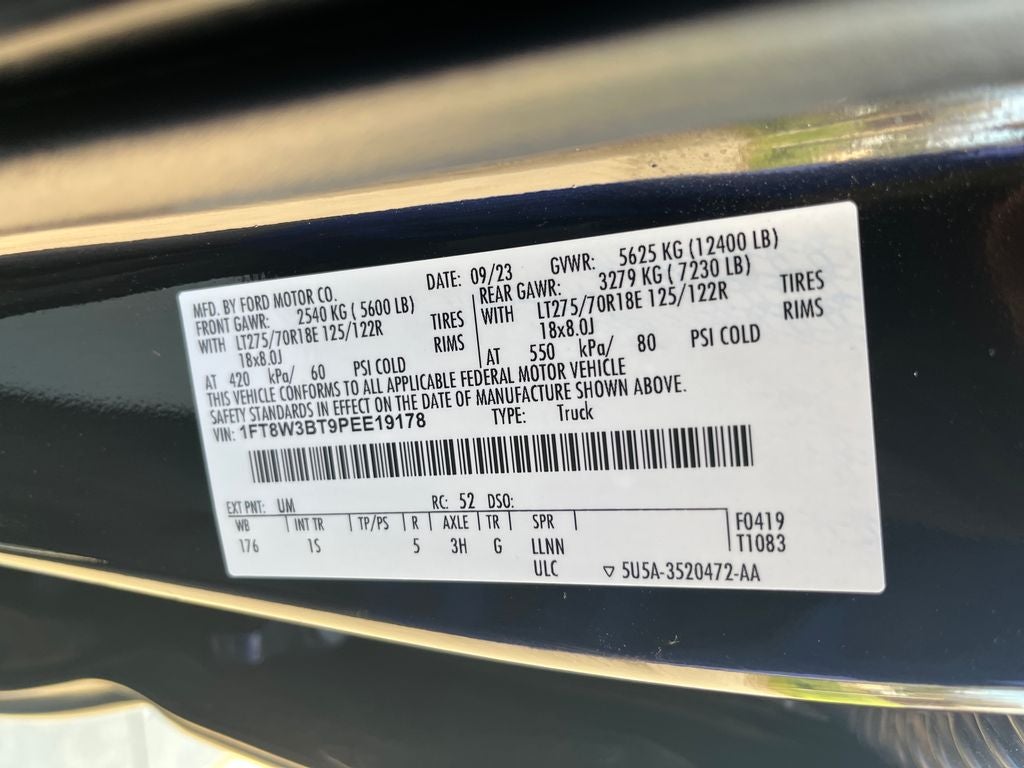 MFD. BY FORD MOTOR CO. DATE: 09/23 GVWR: 5625 KG (12400 LB)
FRONT GAWR: 2540 KG ( 5600 LB) REAR GAWR: 3279 KG ( 7230 LB)
WITH LT275/70R18E 125/122R TIRES WITH LT275/70R18E 125/122R TIRES
18x8.0J RIMS 18x8.0J RIMS
AT 420 kPa/ 60 PSI COLD AT 550 kPa/ 80 PSI COLD
THIS VEHICLE CONFORMS TO ALL APPLICABLE FEDERAL MOTOR VEHICLE
SAFETY STANDARDS IN EFFECT ON THE DATE OF MANUFACTURE SHOWN ABOVE.
VIN: 1FT8W3BT9PEE19178 TYPE: Truck
EXT PNT: UM RC: 52 DSO:
WB INT TR TP/PS R AXLE TR SPR F0419
176 1S 5 3H G LLNN T1083
ULC ▽ 5U5A-3520472-AA